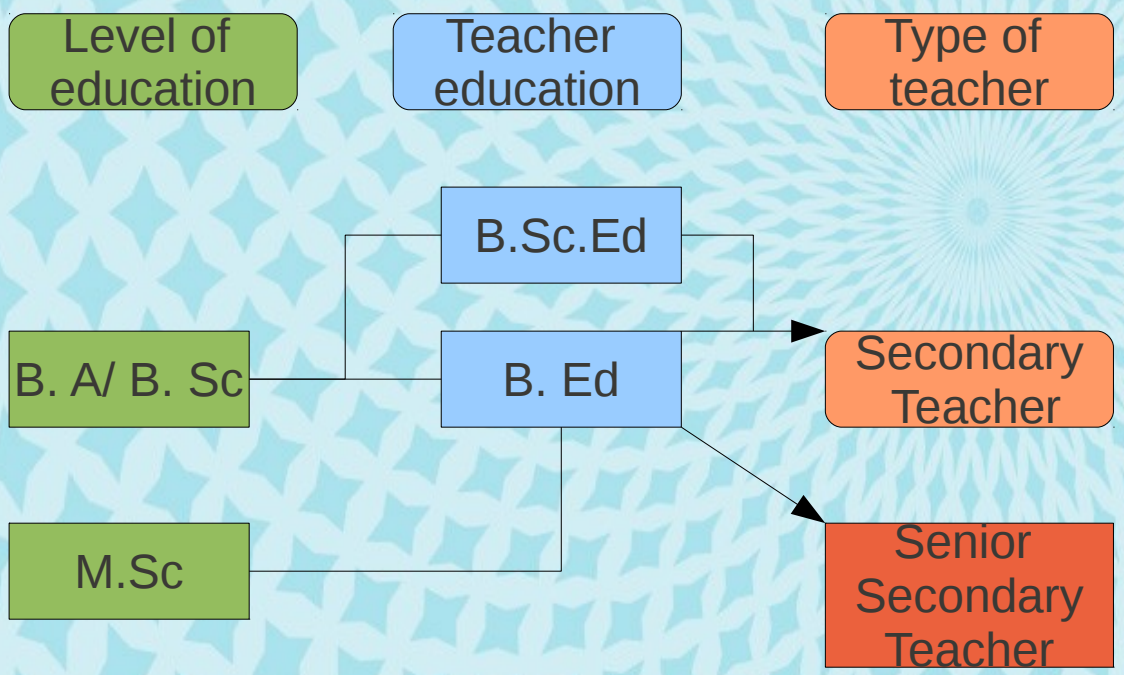 Level of
education
Teacher
education
Type of
teacher
B.Sc.Ed
B. A/ B. Sc
B. Ed
Secondary
Teacher
M.Sc
Senior
Secondary
Teacher